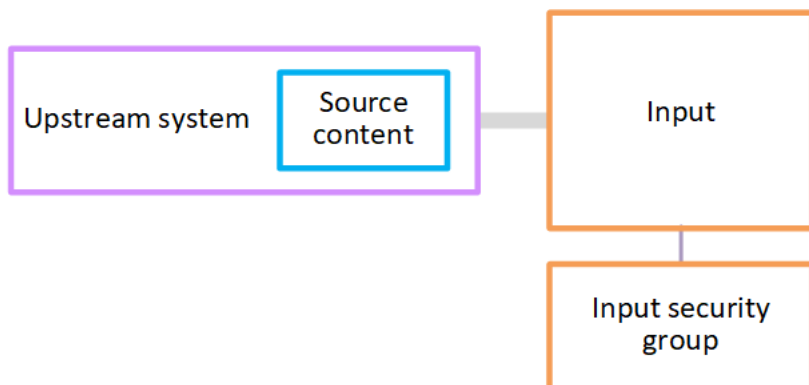 Upstream system
Source
content
Input
Input security
group